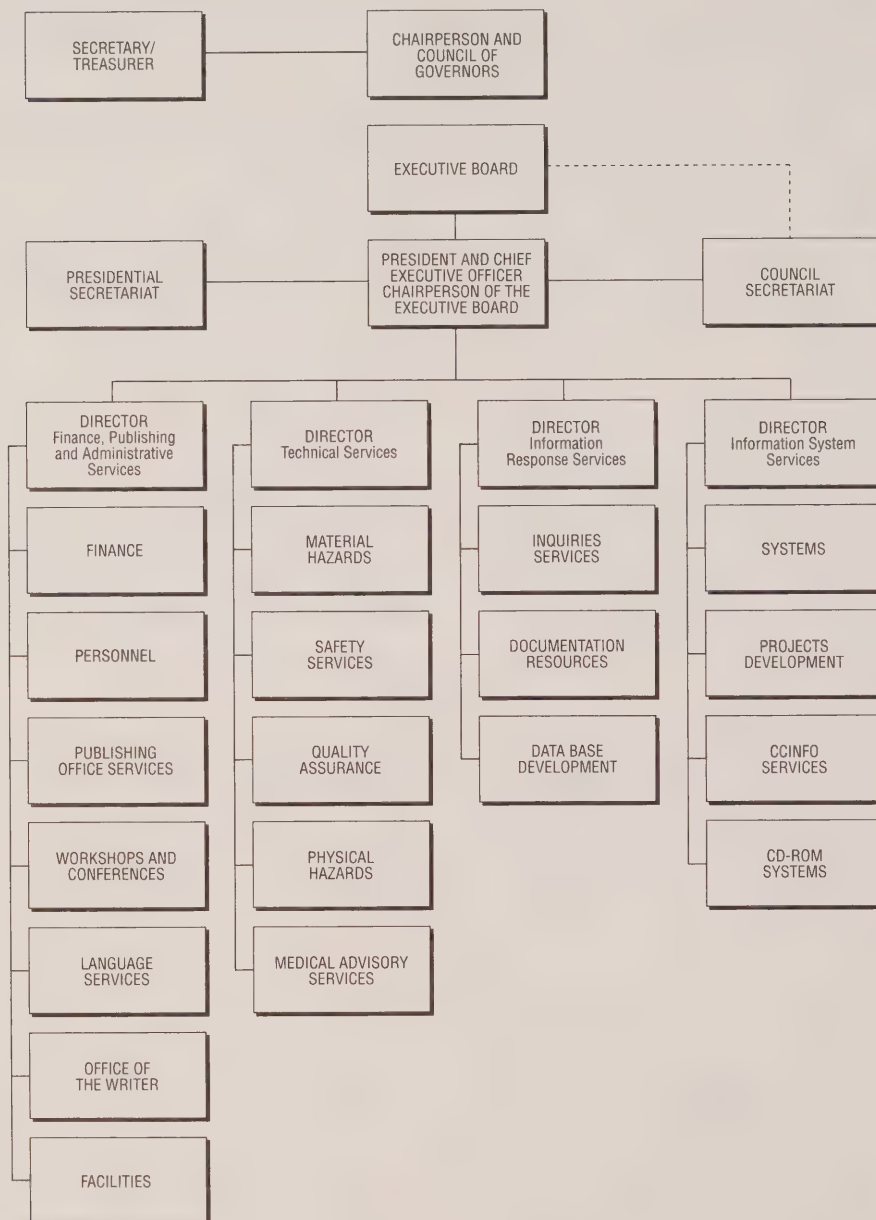 SECRETARY/
TREASURER
CHAIRPERSON AND
COUNCIL OF
GOVERNORS
EXECUTIVE BOARD
PRESIDENTIAL
SECRETARIAT
PRESIDENT AND CHIEF
EXECUTIVE OFFICER
CHAIRPERSON OF THE
EXECUTIVE BOARD
COUNCIL
SECRETARIAT
DIRECTOR
Finance, Publishing
and Administrative
Services
FINANCE
PERSONNEL
PUBLISHING
OFFICE SERVICES
WORKSHOPS AND
CONFERENCES
LANGUAGE
SERVICES
OFFICE OF
THE WRITER
FACILITIES
DIRECTOR
Technical Services
MATERIAL
HAZARDS
SAFETY
SERVICES
QUALITY
ASSURANCE
PHYSICAL
HAZARDS
MEDICAL ADVISORY
SERVICES
DIRECTOR
Information
Response Services
INQUIRIES
SERVICES
DOCUMENTATION
RESOURCES
DATA BASE
DEVELOPMENT
DIRECTOR
Information System
Services
SYSTEMS
PROJECTS
DEVELOPMENT
CCINFO
SERVICES
CD-ROM
SYSTEMS